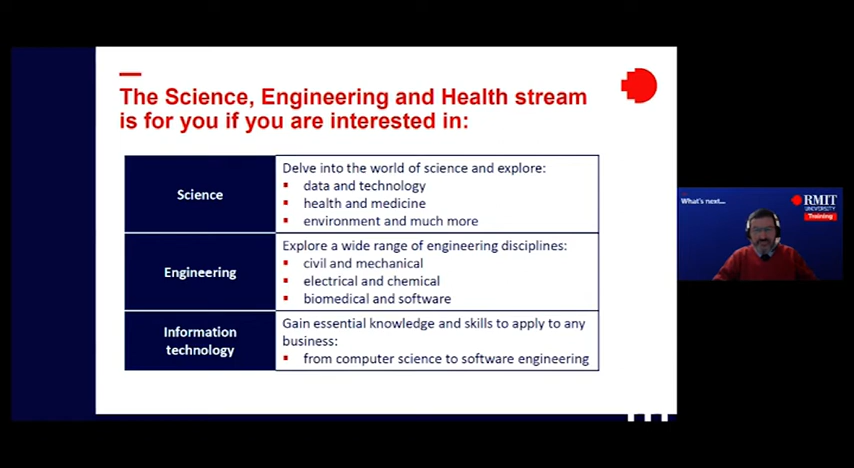 The Science, Engineering and Health stream
is for you if you are interested in:
Science
Delve into the world of science and explore:
data and technology
health and medicine
environment and much more
Engineering
Explore a wide range of engineering disciplines:
civil and mechanical
electrical and chemical
biomedical and software
Information
technology
Gain essential knowledge and skills to apply to any
business:
from computer science to software engineering
What's next...
RMIT
UNIVERSITY
Training